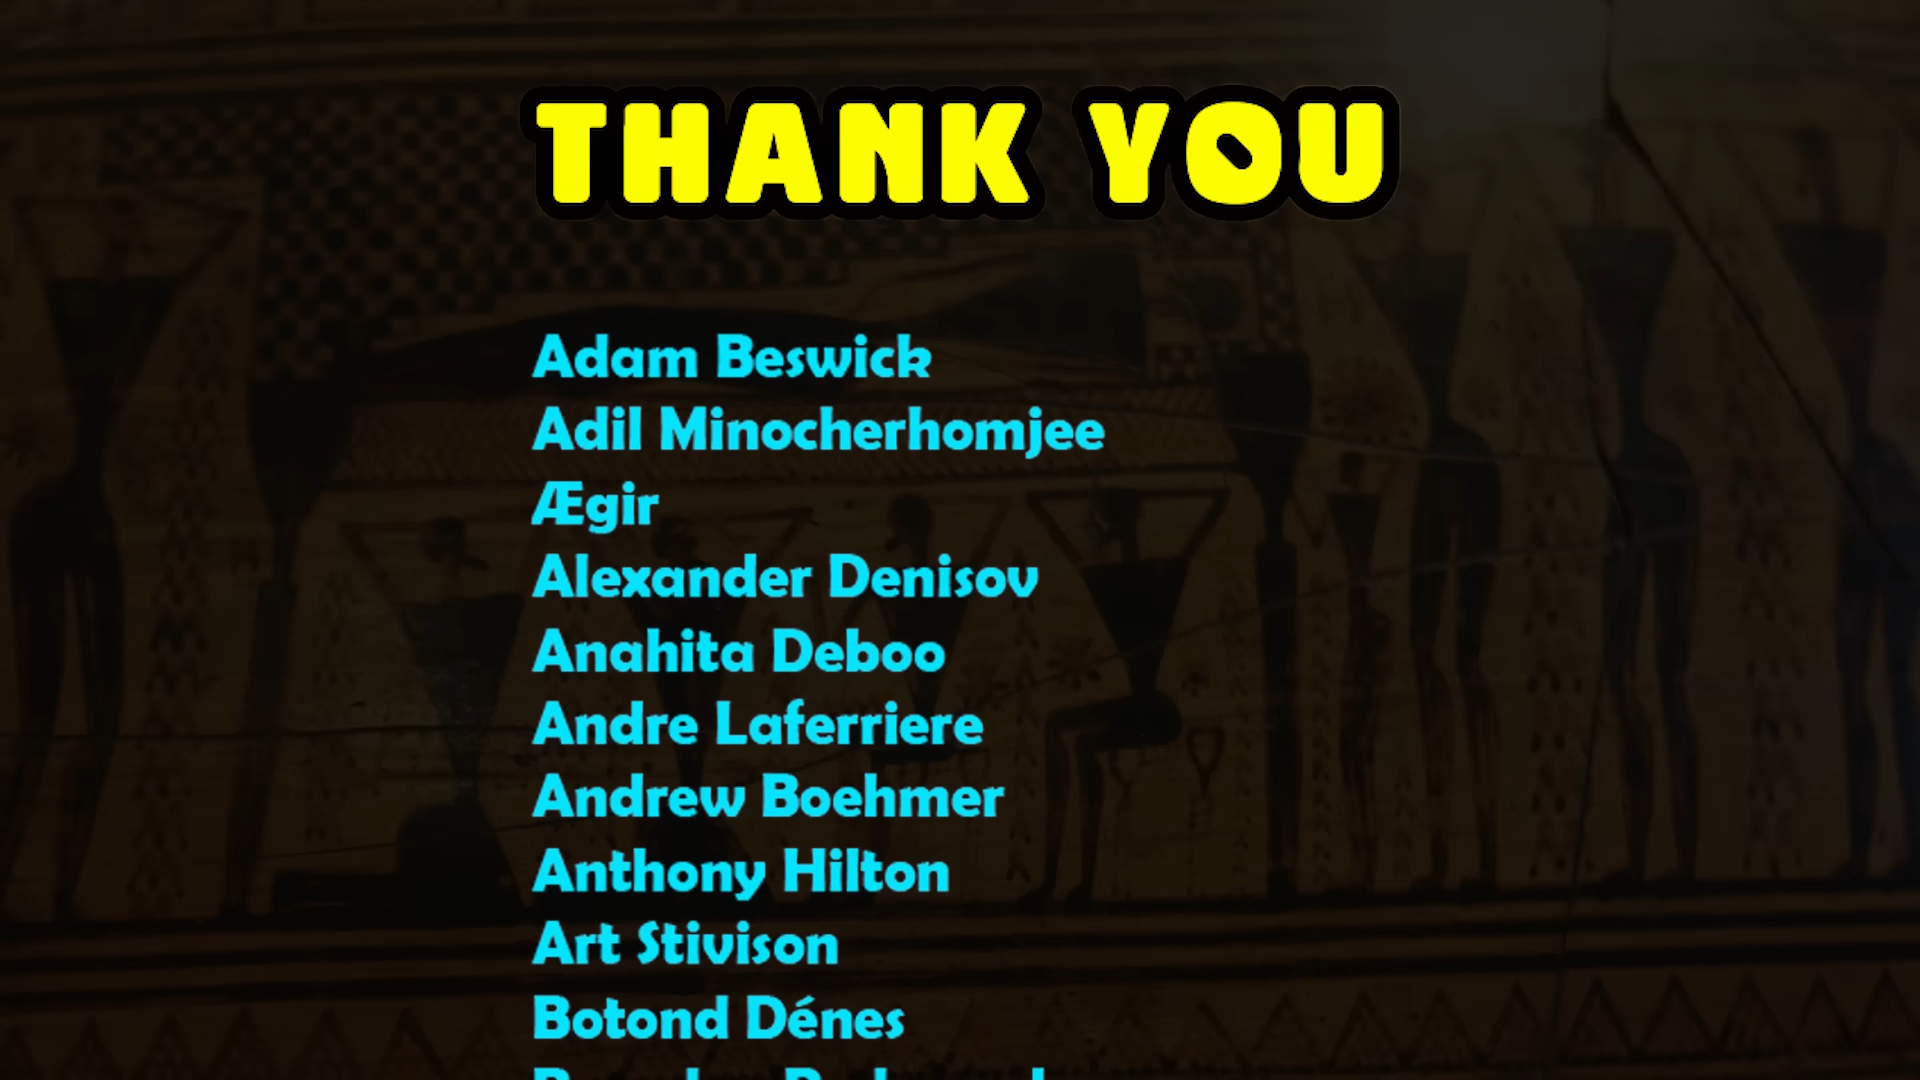 THANK YOU
Adam Beswick
Adil Minocherhomjee
Ægir
Alexander Denisov
Anahita Deboo
Andre Laferriere
Andrew Boehmer
Anthony Hilton
Art Stivison
Botond Dénes